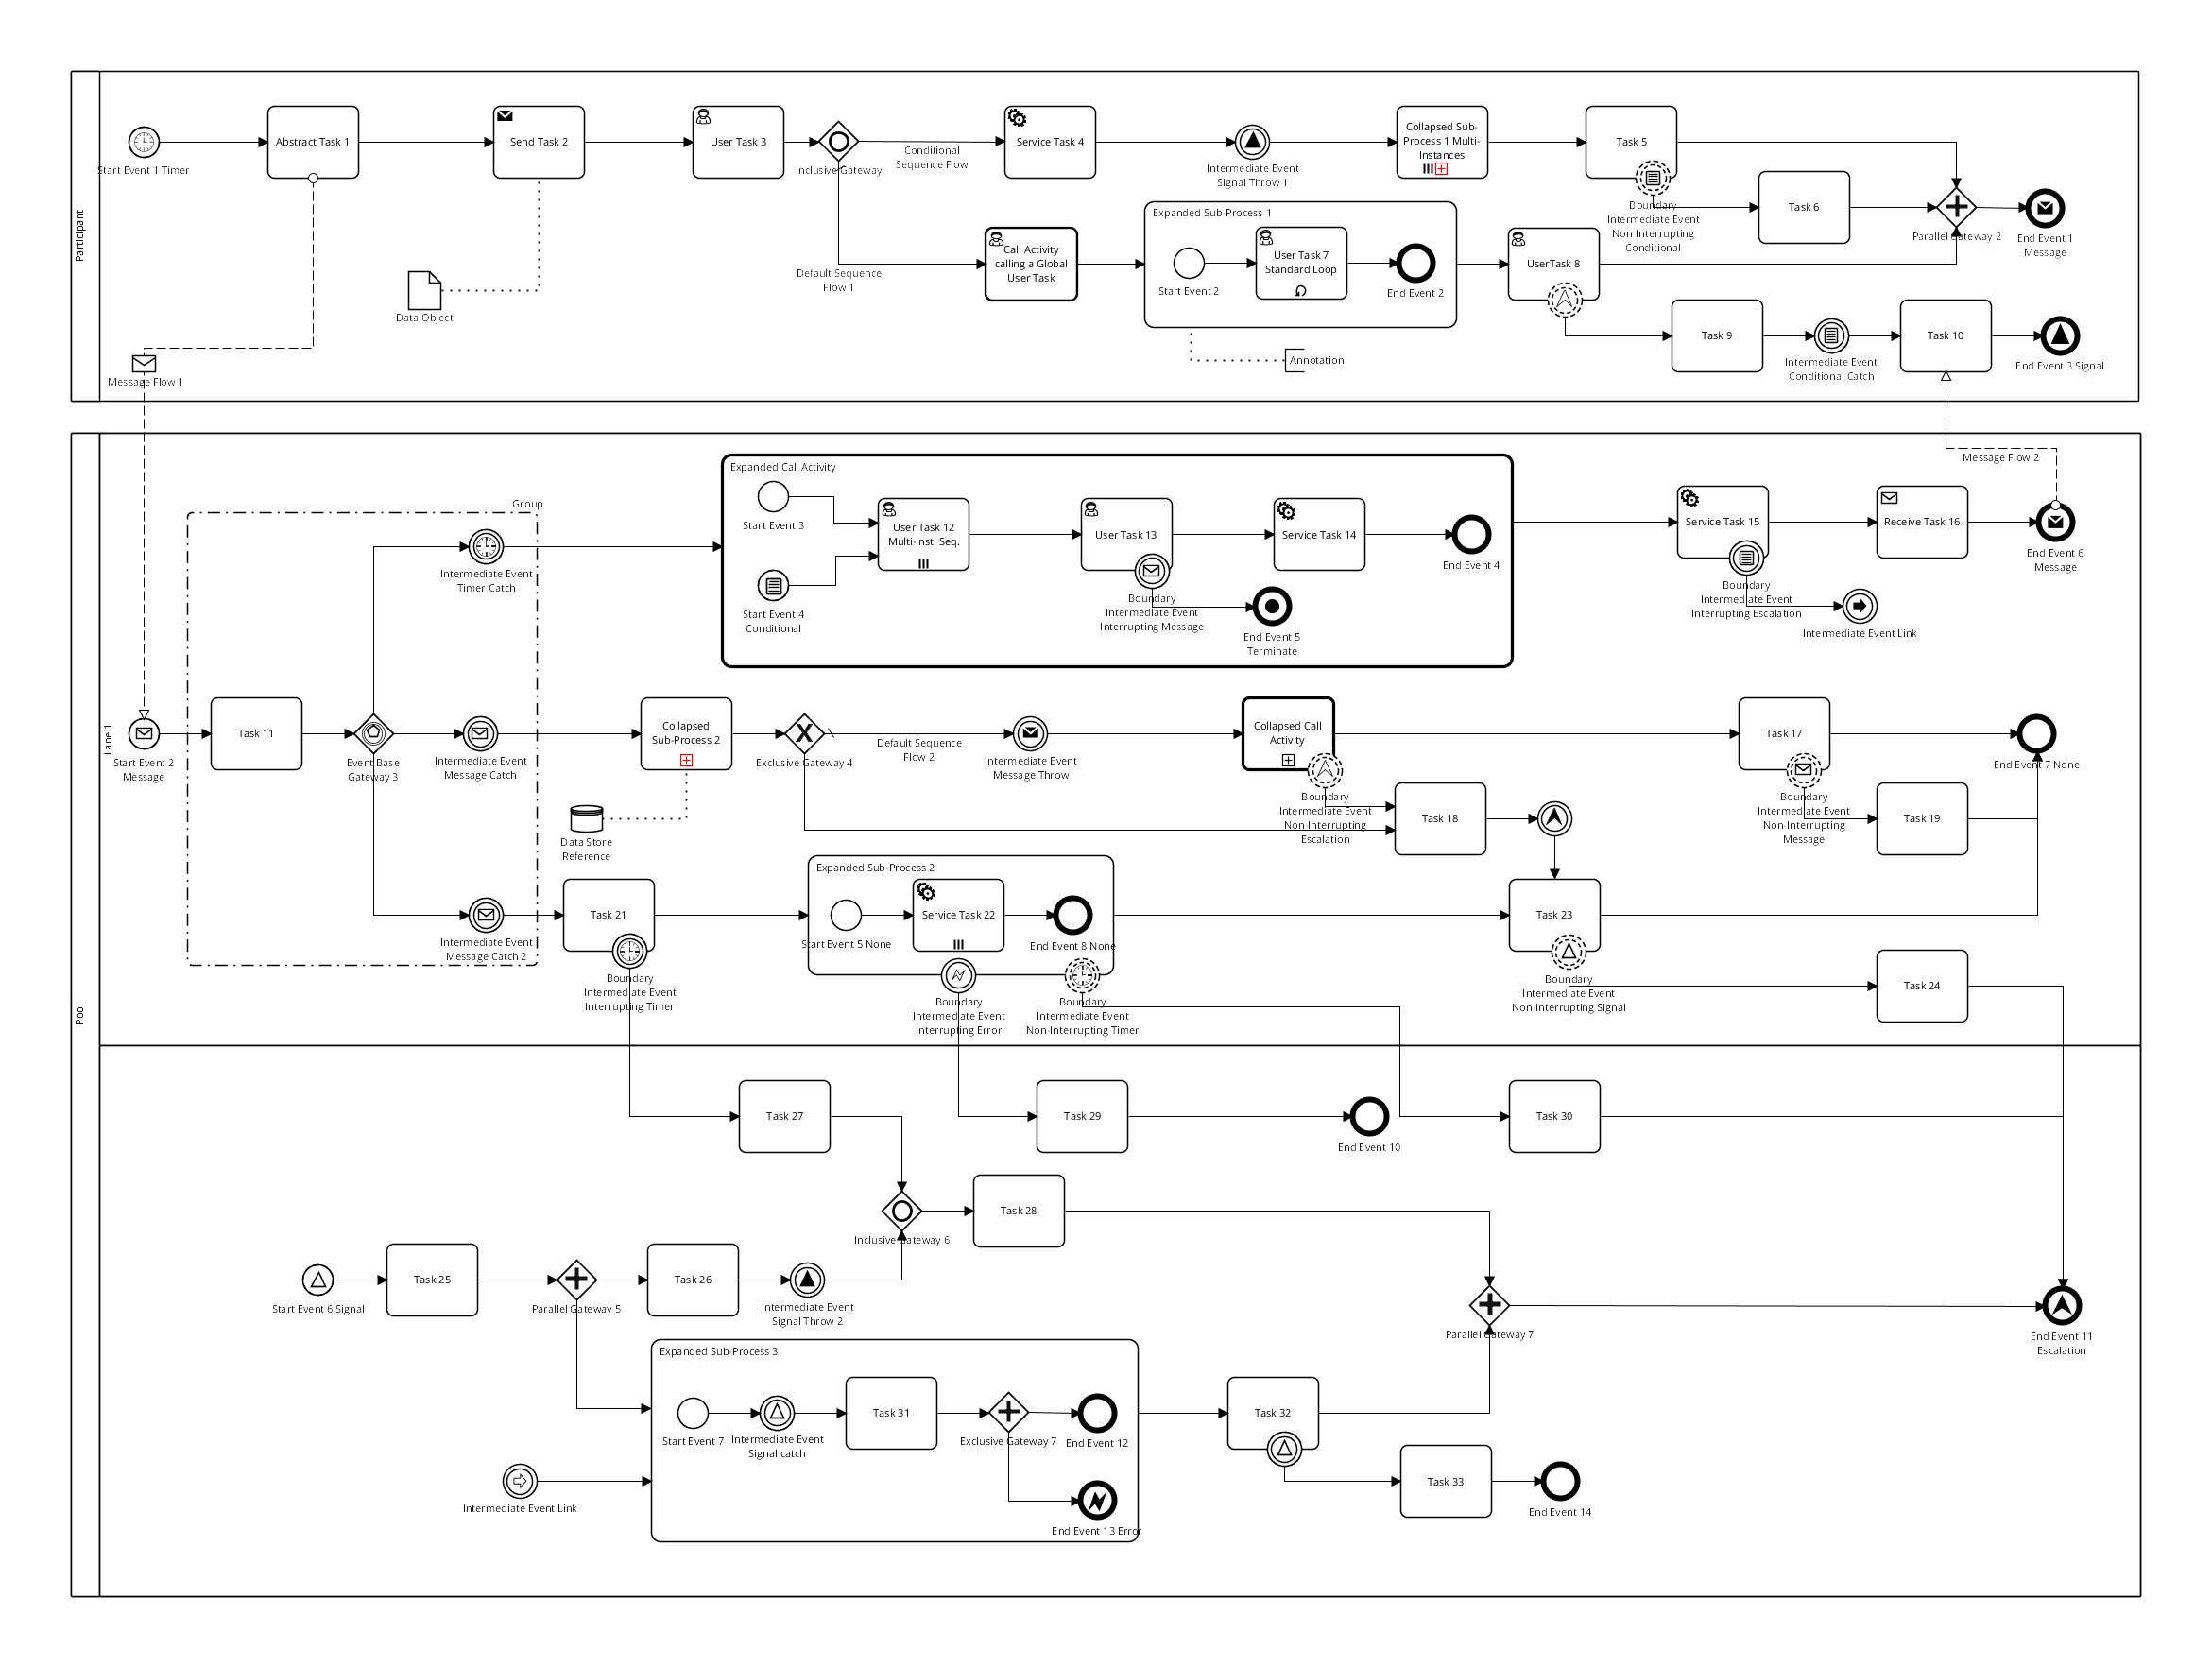 Participant
Start Event 1 Timer
Abstract Task 1
Send Task 2
User Task 3
Inclusive Gateway
Conditional
Sequence Flow
Service Task 4
Intermediate Event
Signal Throw 1
Collapsed Sub-
Process 1 Multi-
Instances
Task 5
Boundary
Intermediate Event
Non Interrupting
Conditional
Task 6
Parallel Gateway 2
End Event 1
Message
Data Object
Default Sequence
Flow 1
Call Activity
calling a Global
User Task
Expanded Sub-Process 1
Start Event 2
User Task 7
Standard Loop
End Event 2
UserTask 8
Task 9
Intermediate Event
Conditional Catch
Task 10
End Event 3 Signal
Annotation
Message Flow 1
Pool
Lane 1
Message Flow 2
Group
Expanded Call Activity
Start Event 3
Start Event 4
Conditional
User Task 12
Multi-Inst. Seq.
User Task 13
Boundary
Intermediate Event
Interrupting Message
Service Task 14
End Event 4
End Event 5
Terminate
Service Task 15
Boundary
Intermediate Event
Interrupting Escalation
Receive Task 16
End Event 6
Message
Intermediate Event Link
Intermediate Event
Timer Catch
Start Event 2
Message
Task 11
Event Base
Gateway 3
Intermediate Event
Message Catch
Collapsed
Sub-Process 2
Exclusive Gateway 4
Default Sequence
Flow 2
Intermediate Event
Message Throw
Collapsed Call
Activity
Boundary
Intermediate Event
Non-Interrupting
Escalation
Task 17
Boundary
Intermediate Event
Non-Interrupting
Message
End Event 7 None
Task 18
Task 19
Data Store
Reference
Intermediate Event
Message Catch 2
Task 21
Boundary
Intermediate Event
Interrupting Timer
Expanded Sub-Process 2
Start Event 5 None
Service Task 22
End Event 8 None
Boundary
Intermediate Event
Interrupting Error
Boundary
Intermediate Event
Non-Interrupting Timer
Task 23
Boundary
Intermediate Event
Non-Interrupting Signal
Task 24
Task 27
Task 29
End Event 10
Task 30
Inclusive Gateway 6
Task 28
Start Event 6 Signal
Task 25
Parallel Gateway 5
Task 26
Intermediate Event
Signal Throw 2
Parallel Gateway 7
End Event 11
Escalation
Expanded Sub-Process 3
Start Event 7
Intermediate Event
Signal catch
Task 31
Exclusive Gateway 7
End Event 12
End Event 13 Error
Task 32
Task 33
End Event 14
Intermediate Event Link